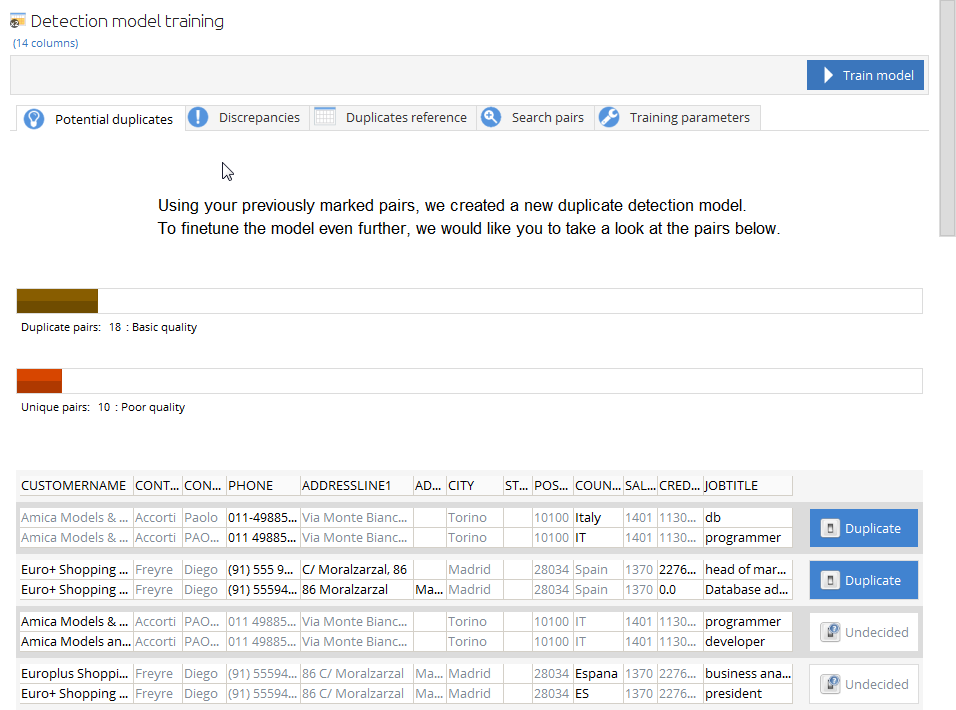 Detection model training
(14 columns)
Train model
Potential duplicates Discrepancies Duplicates reference Search pairs Training parameters
Using your previously marked pairs, we created a new duplicate detection model.
To finetune the model even further, we would like you to take a look at the pairs below.
Duplicate pairs: 18 : Basic quality
Unique pairs: 10 : Poor quality
CUSTOMERNAME CONT... CON... PHONE ADDRESSLINE1 AD... CITY ST... POS... COUN... SAL... CRED... JOBTITLE
Amica Models & ... Accorti Paolo 011-49885... Via Monte Bianc... Torino 10100 Italy 1401 1130... db
Duplicate
Amica Models & ... Accorti PAO... 011 49885... Via Monte Bianc... Torino 10100 IT 1401 1130... programmer
Euro+ Shopping ... Freyre Diego (91) 555 9... C/ Moralzarzal, 86 Madrid 28034 Spain 1370 2276... head of mar...
Duplicate
Euro+ Shopping ... Freyre Diego (91) 55594... 86 Moralzarzal Ma... Madrid 28034 Spain 1370 0.0 Database ad...
Amica Models & ... Accorti PAO... 011 49885... Via Monte Bianc... Torino 10100 IT 1401 1130... programmer
Undecided
Amica Models an... Accorti PAO... 011 49885... Via Monte Bianc... Torino 10100 IT 1401 1130... developer
Europlus Shoppi... Freyre Diego (91) 55594... 86 C/ Moralzarzal Ma... Madrid 28034 Espana 1370 2276... business ana...
Undecided
Euro+ Shopping ... Freyre Diego (91) 55594... 86 C/ Moralzarzal Ma... Madrid 28034 ES 1370 2276... president